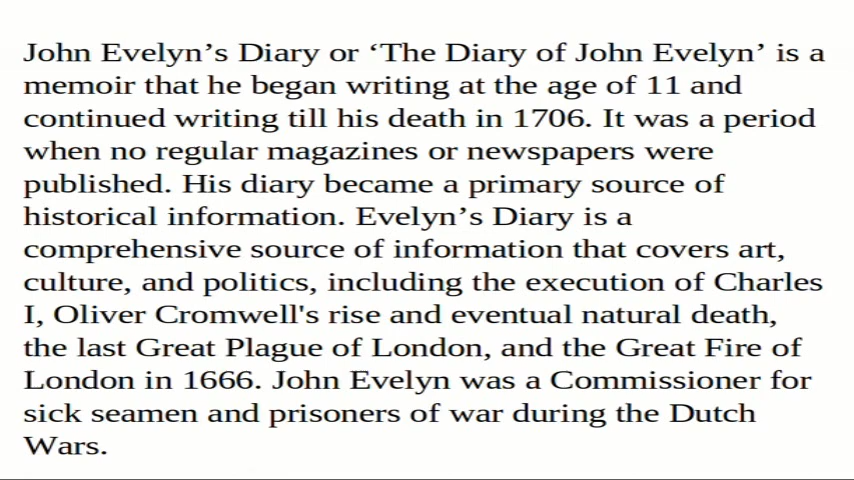 John Evelyn’s Diary or ‘The Diary of John Evelyn’ is a
memoir that he began writing at the age of 11 and
continued writing till his death in 1706. It was a period
when no regular magazines or newspapers were
published. His diary became a primary source of
historical information. Evelyn’s Diary is a
comprehensive source of information that covers art,
culture, and politics, including the execution of Charles
I, Oliver Cromwell's rise and eventual natural death,
the last Great Plague of London, and the Great Fire of
London in 1666. John Evelyn was a Commissioner for
sick seamen and prisoners of war during the Dutch
Wars.